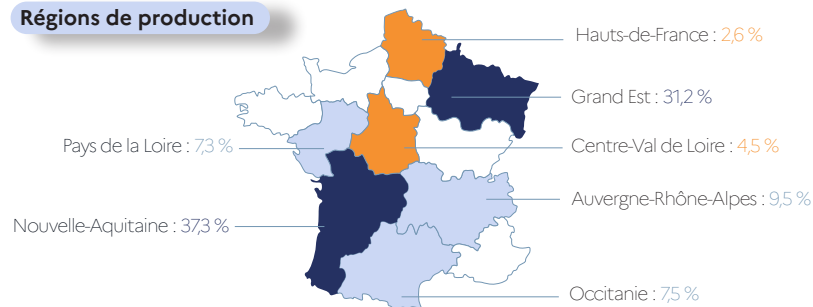 Régions de production
Hauts-de-France : 2,6 %
Grand Est : 31,2 %
Pays de la Loire : 7,3 %
Centre-Val de Loire : 4,5 %
Auvergne-Rhône-Alpes : 9,5 %
Nouvelle-Aquitaine : 37,3 %
Occitanie : 7,5 %